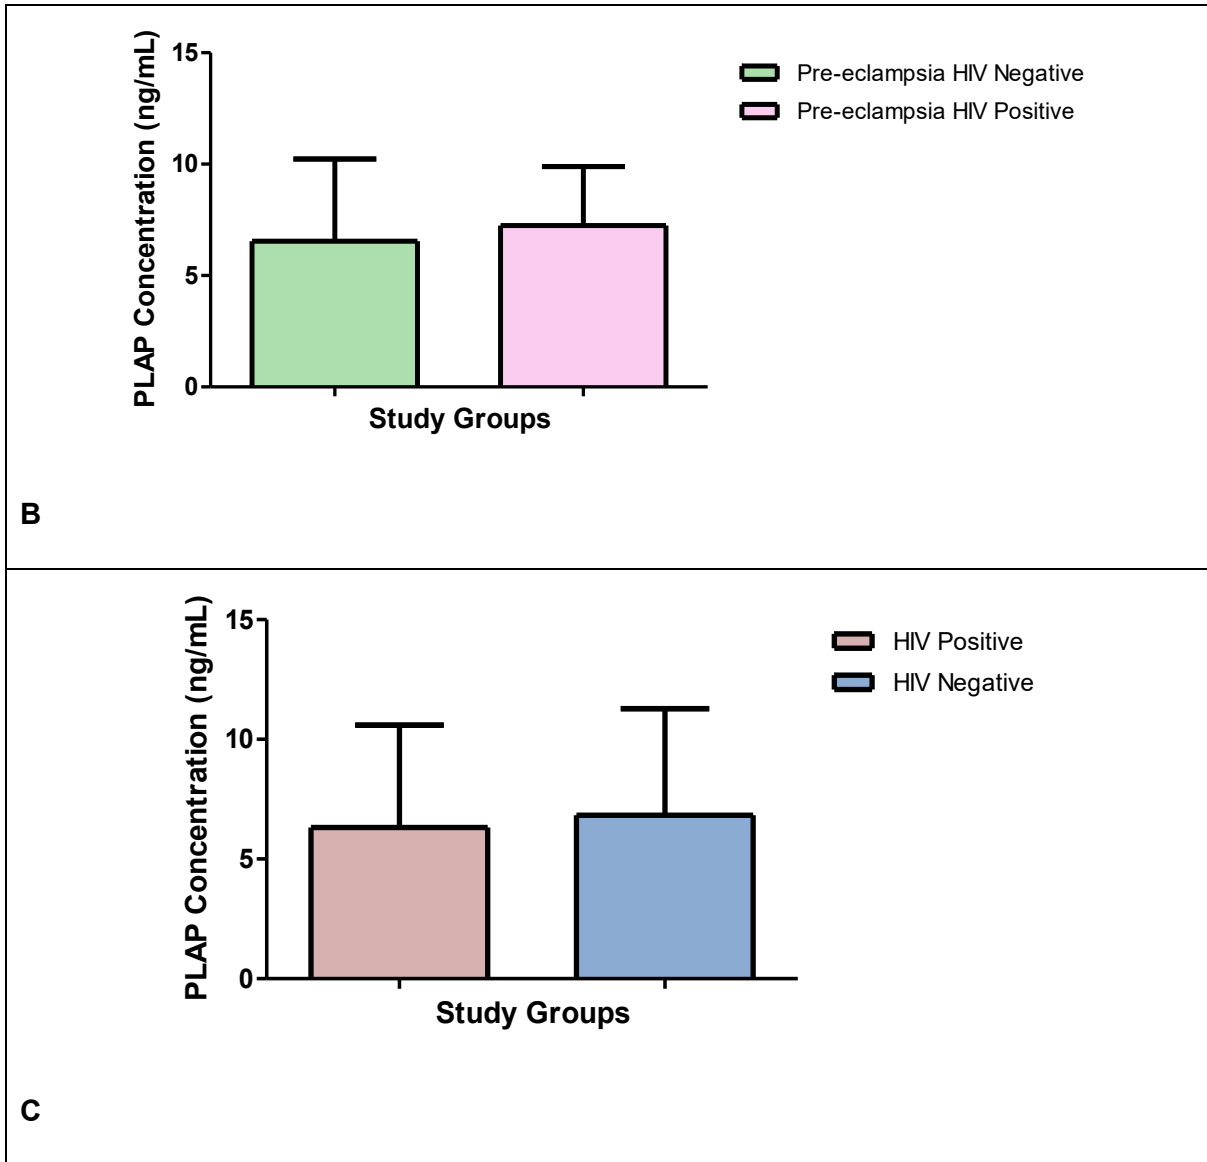 15
10
5
0
PLAP Concentration (ng/mL)
Study Groups
Pre-eclampsia HIV Negative
Pre-eclampsia HIV Positive
B
15
10
5
0
PLAP Concentration (ng/mL)
Study Groups
HIV Positive
HIV Negative
C